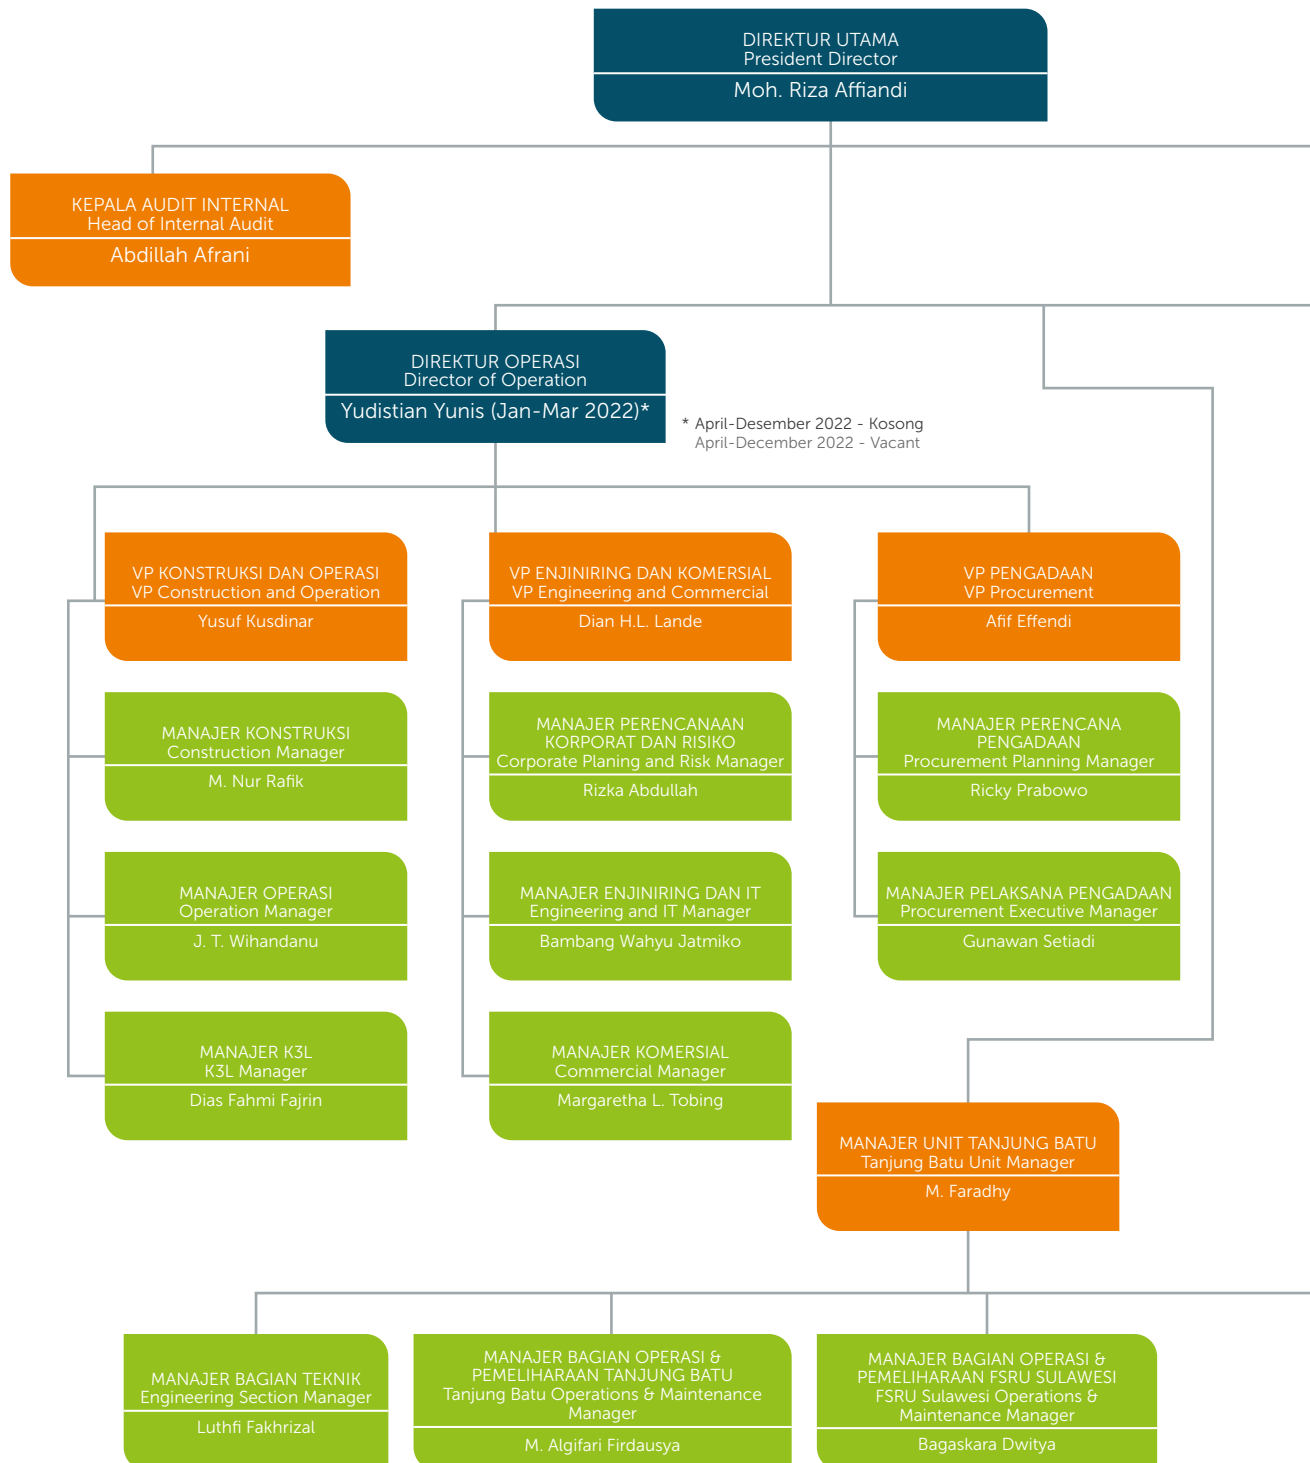 DIREKTUR UTAMA
President Director
Moh. Riza Affiandi
KEPALA AUDIT INTERNAL
Head of Internal Audit
Abdillah Afrani
DIREKTUR OPERASI
Director of Operation
Yudistian Yunis (Jan-Mar 2022)*
* April-Desember 2022 - Kosong
April-December 2022 - Vacant
VP KONSTRUKSI DAN OPERASI
VP Construction and Operation
Yusuf Kusdinar
VP ENJINIRING DAN KOMERSIAL
VP Engineering and Commercial
Dian H.L. Lande
VP PENGADAAN
VP Procurement
Afif Effendi
MANAJER KONSTRUKSI
Construction Manager
M. Nur Rafik
MANAJER PERENCANAAN
KORPORAT DAN RISIKO
Corporate Planing and Risk Manager
Rizka Abdullah
MANAJER PERENCANA
PENGADAAN
Procurement Planning Manager
Ricky Prabowo
MANAJER OPERASI
Operation Manager
J. T. Wihandanu
MANAJER ENJINIRING DAN IT
Engineering and IT Manager
Bambang Wahyu Jatmiko
MANAJER PELAKSANA PENGADAAN
Procurement Executive Manager
Gunawan Setiadi
MANAJER K3L
K3L Manager
Dias Fahmi Fajrin
MANAJER KOMERSIAL
Commercial Manager
Margaretha L. Tobing
MANAJER UNIT TANJUNG BATU
Tanjung Batu Unit Manager
M. Faradhy
MANAJER BAGIAN TEKNIK
Engineering Section Manager
Luthfi Fakhrizal
MANAJER BAGIAN OPERASI &
PEMELIHARAAN TANJUNG BATU
Tanjung Batu Operations & Maintenance
Manager
M. Algifari Firdausya
MANAJER BAGIAN OPERASI &
PEMELIHARAAN FSRU SULAWESI
FSRU Sulawesi Operations &
Maintenance Manager
Bagaskara Dwitya